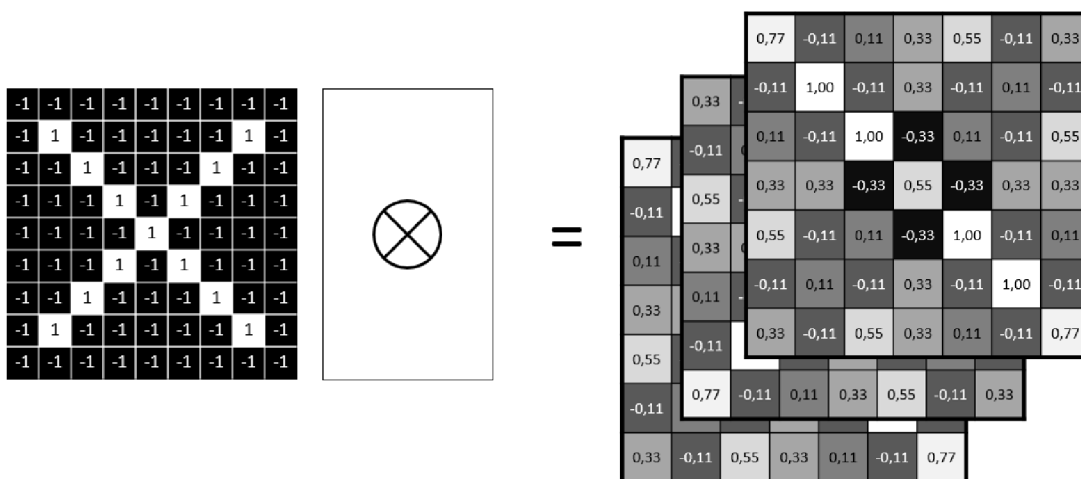 -1 -1 -1 -1 -1 -1 -1 -1 -1
-1 1 -1 -1 -1 -1 -1 1 -1
-1 -1 1 -1 -1 -1 1 -1 -1
-1 -1 -1 1 -1 1 -1 -1 -1
-1 -1 -1 -1 1 -1 -1 -1 -1
-1 -1 -1 1 -1 1 -1 -1 -1
-1 -1 1 -1 -1 -1 1 -1 -1
-1 1 -1 -1 -1 -1 -1 1 -1
-1 -1 -1 -1 -1 -1 -1 -1 -1
=
0,77 -0,11 0,11 0,33 0,55 -0,11 0,33
-0,11 1,00 -0,11 0,33 -0,11 0,11 -0,11
0,11 -0,11 1,00 -0,33 0,11 -0,11 0,55
0,33 0,33 -0,33 0,55 -0,33 0,33 0,33
0,55 -0,11 0,11 -0,33 1,00 -0,11 0,11
-0,11 0,11 -0,11 0,33 -0,11 1,00 -0,11
0,33 -0,11 0,55 0,33 0,11 -0,11 0,77
0,33
-0,11
0,55
0,33
0,11
-0,11
0,77 -0,11 0,11 0,33 0,55 -0,11 0,33
0,77
-0,11
0,11
0,33
0,55
-0,11
0,33 -0,11 0,55 0,33 0,11 -0,11 0,77